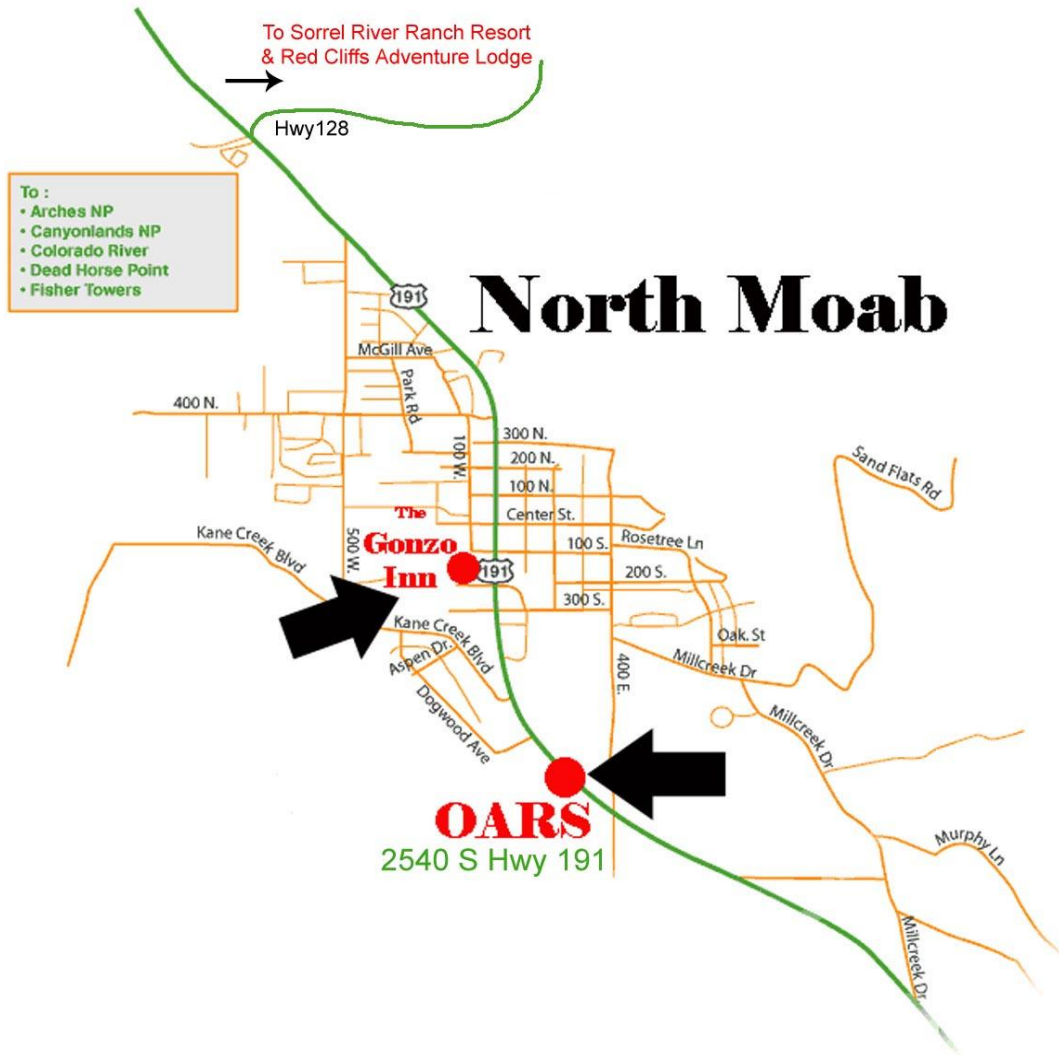 To Sorrel River Ranch Resort
& Red Cliffs Adventure Lodge
Hwy128
To :
• Arches NP
• Canyonlands NP
• Colorado River
• Dead Horse Point
• Fisher Towers
191
North Moab
McGill Ave
Park Rd
400 N.
100 W.
300 N.
200 N.
100 N.
Center St.
Sand Flats Rd
The
Gonzo
Inn
Kane Creek Blvd
500 W.
191
100 S.
Rosetree Ln
200 S.
300 S.
Kane Creek Blvd
Aspen Dr.
Dogwood Ave
400 E.
Oak. St
Millcreek Dr
Millcreek Dr
OARS
2540 S Hwy 191
Murphy Ln
Millcreek Dr